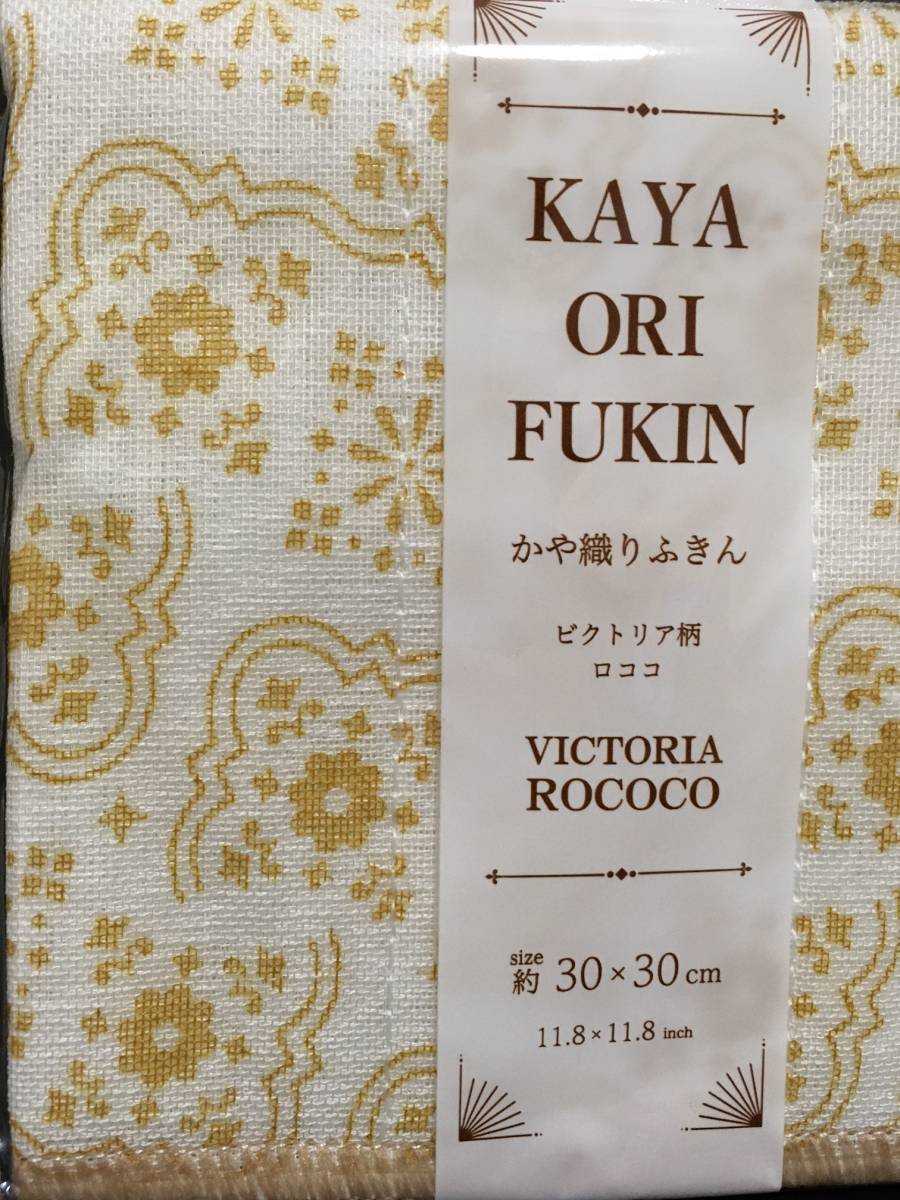 KAYA
ORI
FUKIN
かや織りふきん
ビクトリア柄
ロココ
VICTORIA
ROCOCO
size
約 30×30cm
11.8×11.8 inch